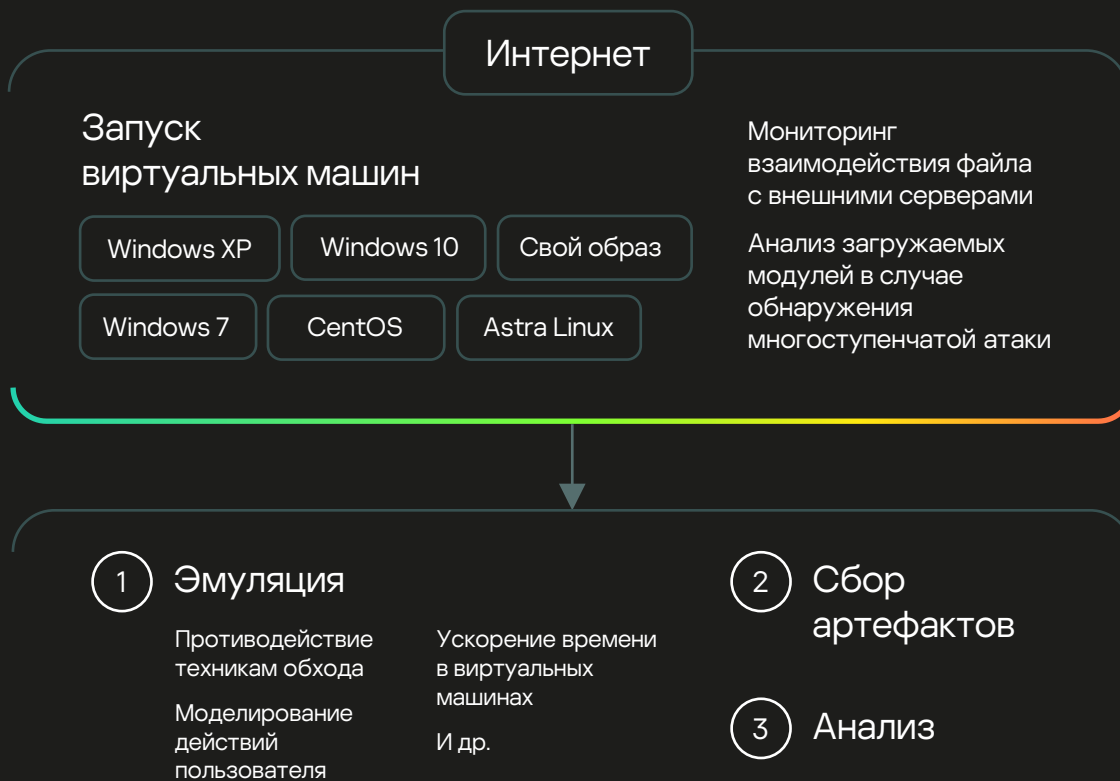 Интернет
Запуск
виртуальных машин
Windows XP
Windows 10
Свой образ
Windows 7
CentOS
Astra Linux
Мониторинг
взаимодействия файла
с внешними серверами
Анализ загружаемых
модулей в случае
обнаружения
многоступенчатой атаки
1
Эмуляция
Противодействие
техникам обхода
Моделирование
действий
пользователя
Ускорение времени
в виртуальных
машинах
И др.
2
Сбор
артефактов
3
Анализ